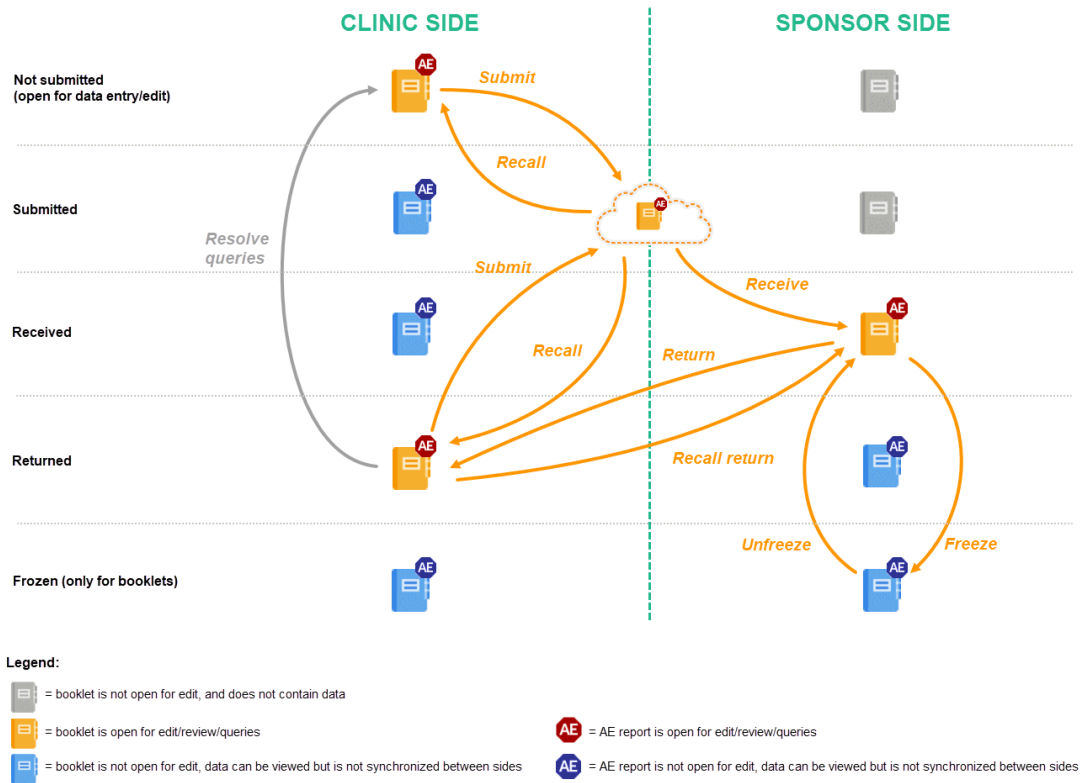 CLINIC SIDE
SPONSOR SIDE
Not submitted
(open for data entry/edit)
AE
Submit
Recall
Submitted
AE
AE
Resolve
queries
Submit
Receive
Received
AE
AE
Recall
Return
Returned
AE
AE
Recall return
Unfreeze
Freeze
Frozen (only for booklets)
AE
AE
Legend:
= booklet is not open for edit, and does not contain data
= booklet is open for edit/review/queries
AE = AE report is open for edit/review/queries
= booklet is not open for edit, data can be viewed but is not synchronized between sides
AE = AE report is not open for edit, data can be viewed but is not synchronized between sides